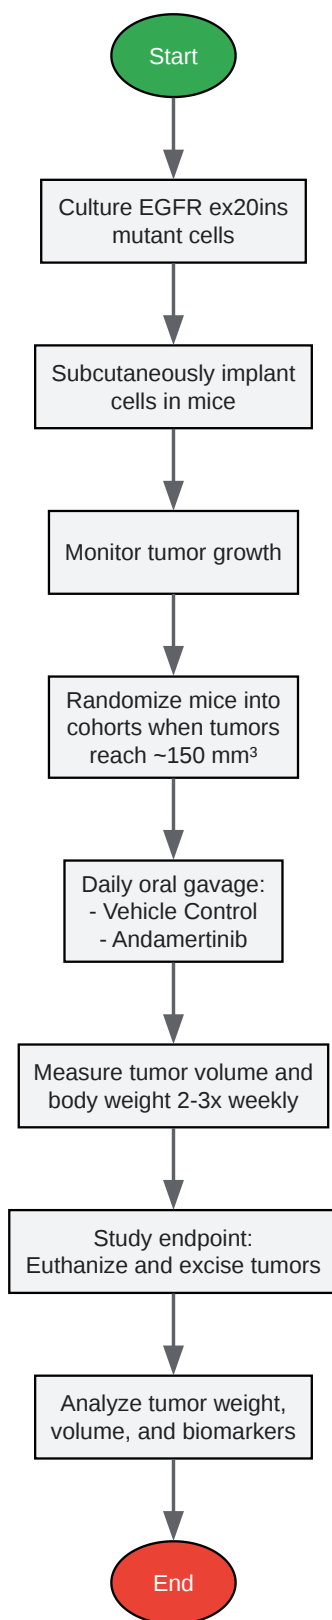 Start
Culture EGFR ex20ins
mutant cells
Subcutaneously implant
cells in mice
Monitor tumor growth
Randomize mice into
cohorts when tumors
reach ~150 mm³
Daily oral gavage:
- Vehicle Control
- Andamertinib
Measure tumor volume and
body weight 2-3x weekly
Study endpoint:
Euthanize and excise tumors
Analyze tumor weight,
volume, and biomarkers
End